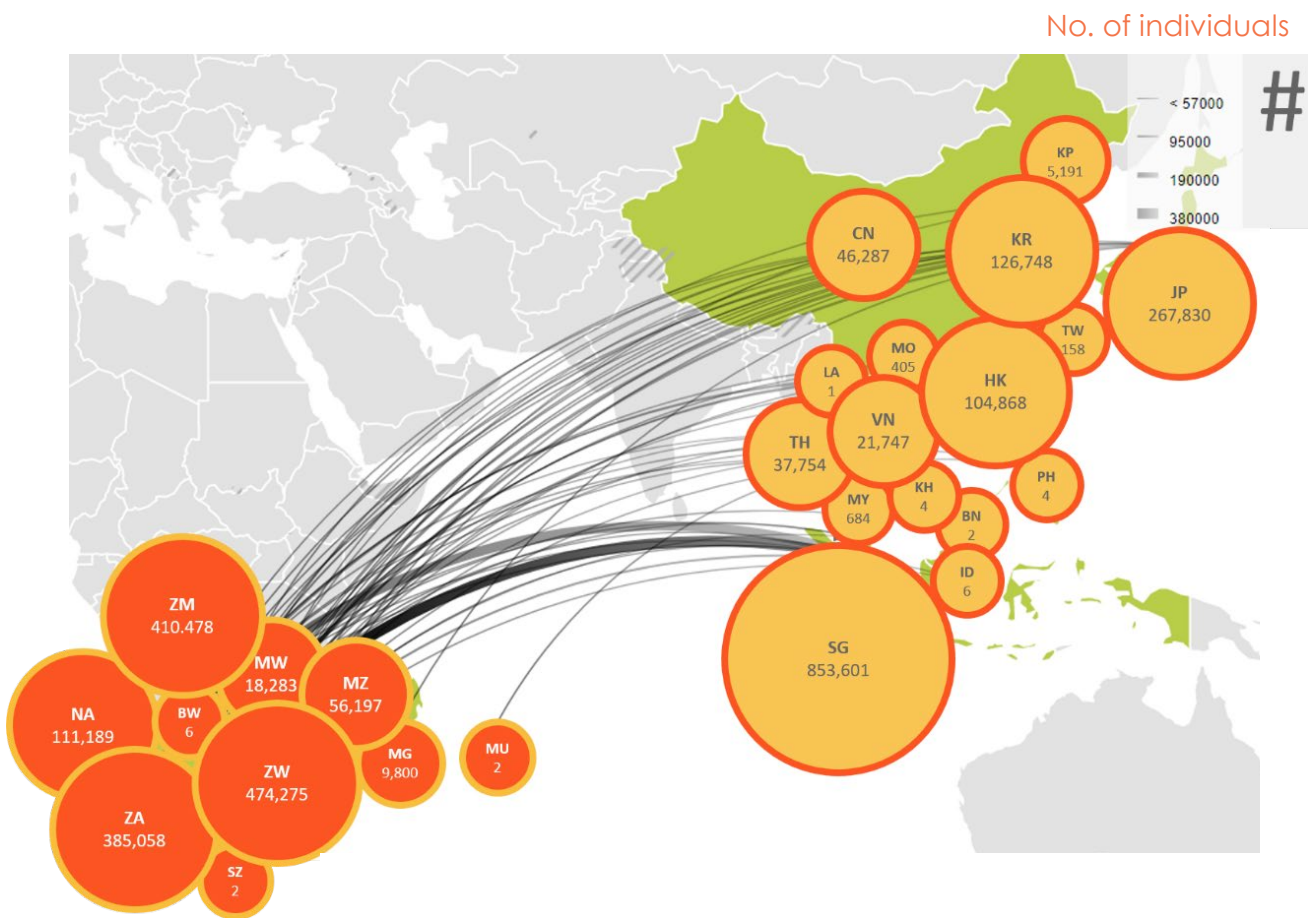 No. of individuals
#
< 57000
95000
190000
380000
KP
5,191
CN
46,287
KR
126,748
JP
267,830
TW
158
MO
405
LA
1
HK
104,868
VN
21,747
TH
37,754
PH
4
KH
4
MY
684
BN
2
ID
6
SG
853,601
ZM
410.478
MW
18,283
MZ
56,197
NA
111,189
BW
6
MG
9,800
MU
2
ZW
474,275
ZA
385,058
SZ
2